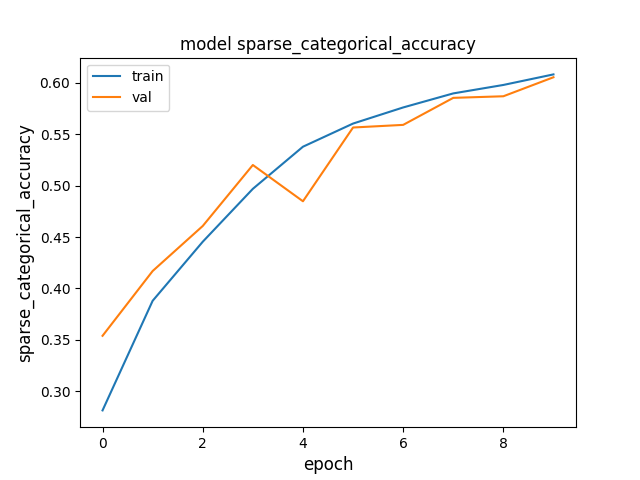 model sparse_categorical_accuracy
train
val
sparse_categorical_accuracy
0.60
0.55
0.50
0.45
0.40
0.35
0.30
0 2 4 6 8
epoch